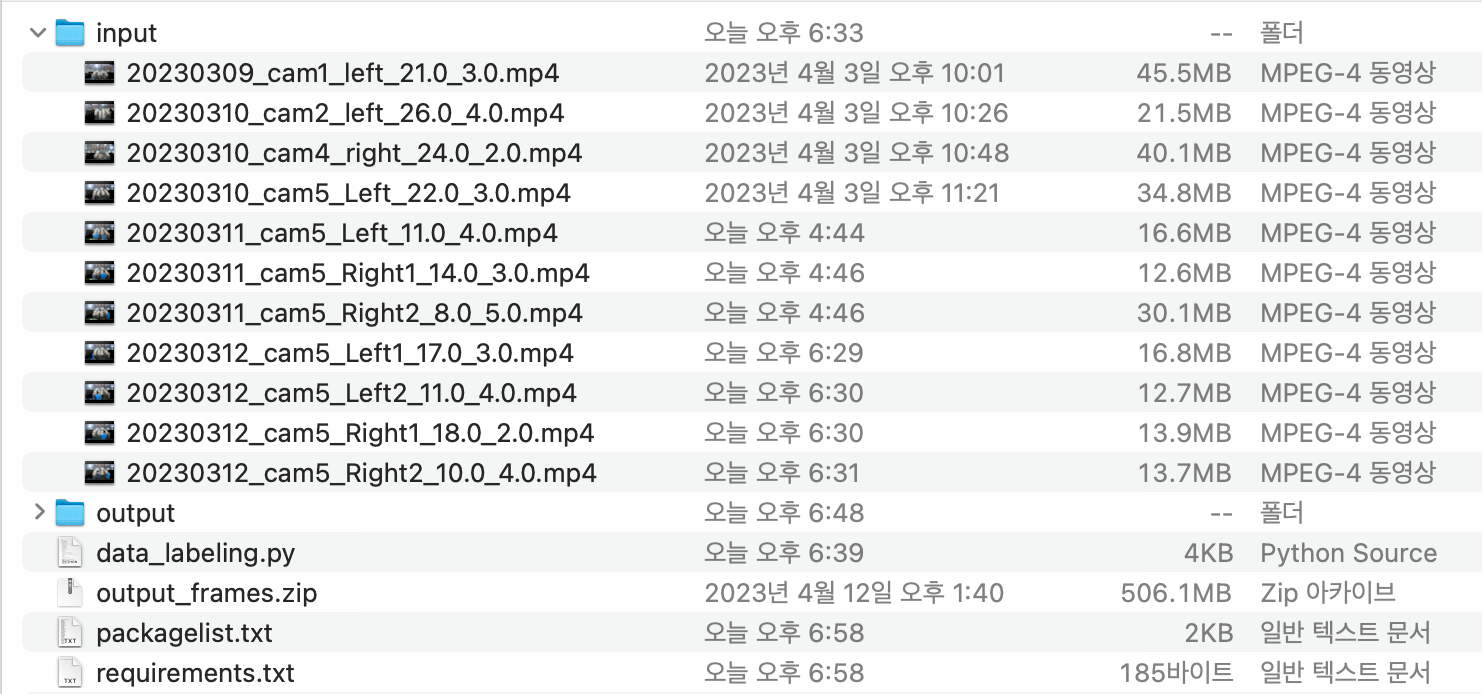 input 오늘 오후 6:33 -- 폴더
20230309_cam1_left_21.0_3.0.mp4 2023년 4월 3일 오후 10:01 45.5MB MPEG-4 동영상
20230310_cam2_left_26.0_4.0.mp4 2023년 4월 3일 오후 10:26 21.5MB MPEG-4 동영상
20230310_cam4_right_24.0_2.0.mp4 2023년 4월 3일 오후 10:48 40.1MB MPEG-4 동영상
20230310_cam5_Left_22.0_3.0.mp4 2023년 4월 3일 오후 11:21 34.8MB MPEG-4 동영상
20230311_cam5_Left_11.0_4.0.mp4 오늘 오후 4:44 16.6MB MPEG-4 동영상
20230311_cam5_Right1_14.0_3.0.mp4 오늘 오후 4:46 12.6MB MPEG-4 동영상
20230311_cam5_Right2_8.0_5.0.mp4 오늘 오후 4:46 30.1MB MPEG-4 동영상
20230312_cam5_Left1_17.0_3.0.mp4 오늘 오후 6:29 16.8MB MPEG-4 동영상
20230312_cam5_Left2_11.0_4.0.mp4 오늘 오후 6:30 12.7MB MPEG-4 동영상
20230312_cam5_Right1_18.0_2.0.mp4 오늘 오후 6:30 13.9MB MPEG-4 동영상
20230312_cam5_Right2_10.0_4.0.mp4 오늘 오후 6:31 13.7MB MPEG-4 동영상
output 오늘 오후 6:48 -- 폴더
data_labeling.py 오늘 오후 6:39 4KB Python Source
output_frames.zip 2023년 4월 12일 오후 1:40 506.1MB Zip 아카이브
packagelist.txt 오늘 오후 6:58 2KB 일반 텍스트 문서
requirements.txt 오늘 오후 6:58 185바이트 일반 텍스트 문서